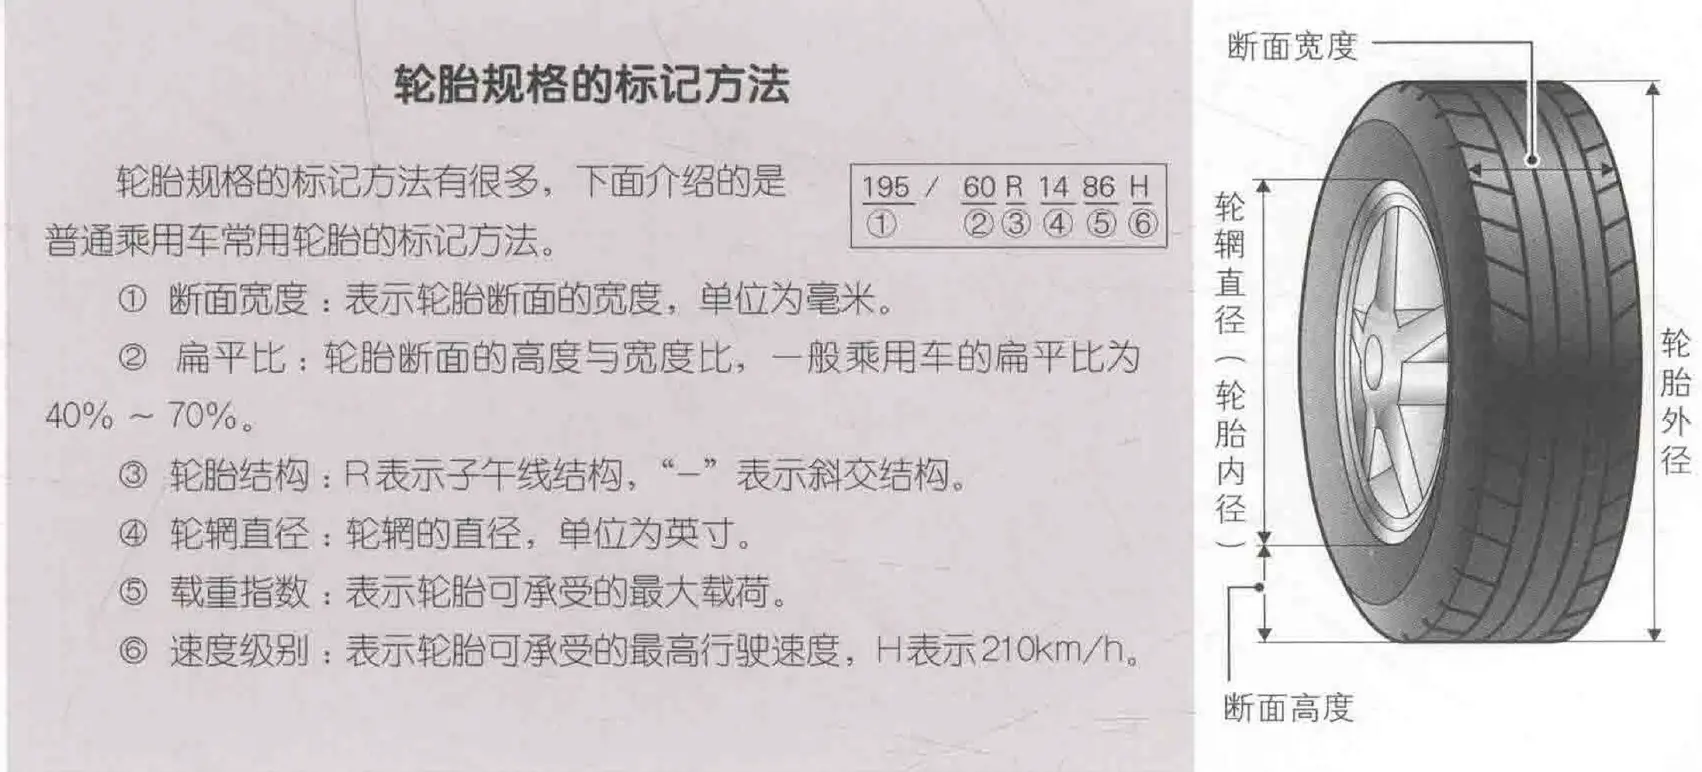 轮胎规格的标记方法
轮胎规格的标记方法有很多，下面介绍的是
普通乘用车常用轮胎的标记方法。
195 / 60 R 14 86 H
① ② ③ ④ ⑤ ⑥
① 断面宽度：表示轮胎断面的宽度，单位为毫米。
② 扁平比：轮胎断面的高度与宽度比，一般乘用车的扁平比为
40% ~ 70%。
③ 轮胎结构：R表示子午线结构，“–”表示斜交结构。
④ 轮辋直径：轮辋的直径，单位为英寸。
⑤ 载重指数：表示轮胎可承受的最大载荷。
⑥ 速度级别：表示轮胎可承受的最高行驶速度，H表示210km/h。
断面宽度
轮辋直径（轮胎内径）
轮胎外径
断面高度